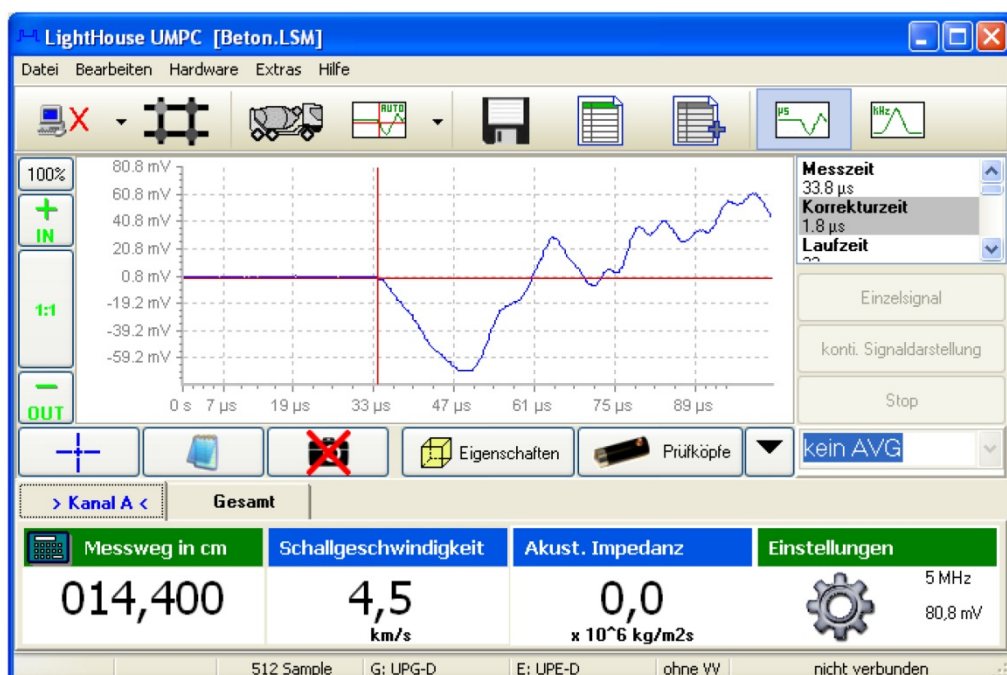 LightHouse UMPC [Beton.LSM]
Datei Bearbeiten Hardware Extras Hilfe
AUTO
µs
kHz
100%
+
IN
1:1
−
OUT
80.8 mV
60.8 mV
40.8 mV
20.8 mV
0.8 mV
-19.2 mV
-39.2 mV
-59.2 mV
0 s 7 µs 19 µs 33 µs 47 µs 61 µs 75 µs 89 µs
Messzeit
33.8 µs
Korrekturzeit
1.8 µs
Laufzeit
Einzelsignal
konti. Signaldarstellung
Stop
kein AVG
Eigenschaften
Prüfköpfe
> Kanal A < Gesamt
Messweg in cm
014,400
Schallgeschwindigkeit
4,5
km/s
Akust. Impedanz
0,0
x 10^6 kg/m2s
Einstellungen
5 MHz
80,8 mV
512 Sample G: UPG-D E: UPE-D ohne VV nicht verbunden